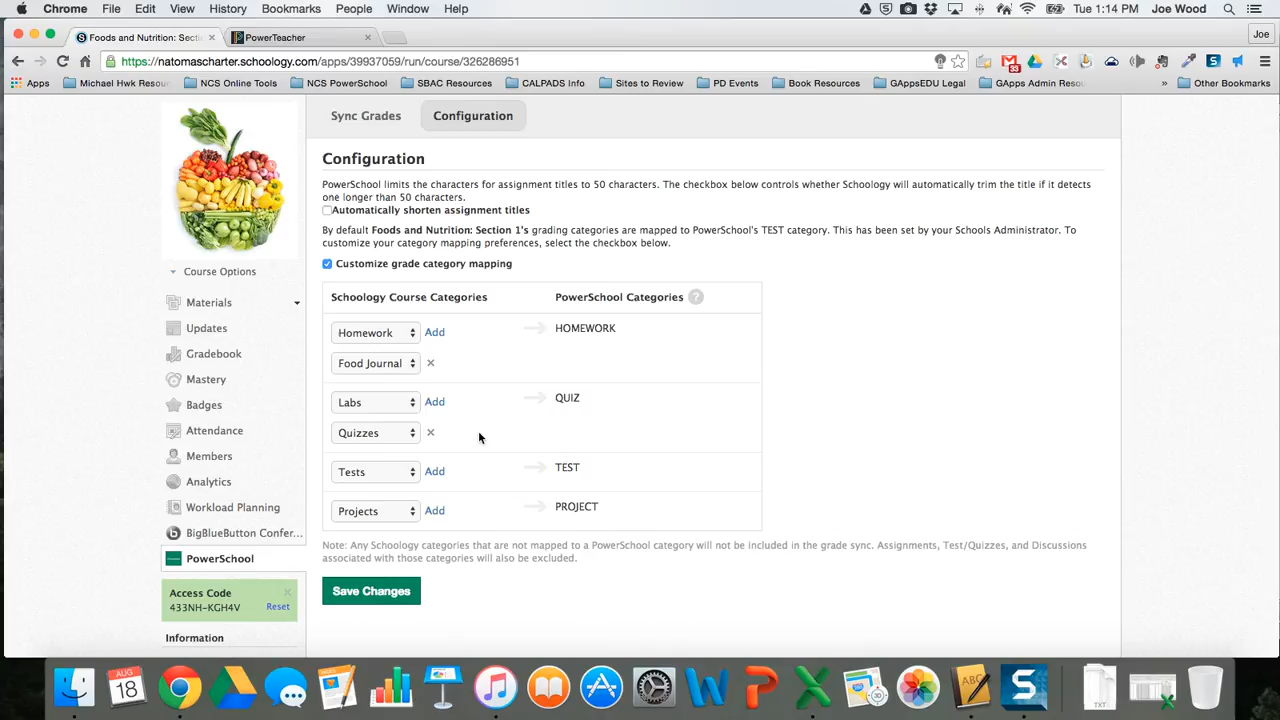 Chrome File Edit View History Bookmarks People Window Help Tue 1:14 PM Joe Wood
Foods and Nutrition: Secti × PowerTeacher × Joe
https://natomascharter.schoology.com/apps/39937059/run/course/326286951
Apps Michael Hwk Resour NCS Online Tools NCS PowerSchool SBAC Resources CALPADS Info Sites to Review PD Events Book Resources GAppsEDU Legal GApps Admin Reso » Other Bookmarks
Sync Grades Configuration
Configuration
PowerSchool limits the characters for assignment titles to 50 characters. The checkbox below controls whether Schoology will automatically trim the title if it detects
one longer than 50 characters.
Automatically shorten assignment titles
By default Foods and Nutrition: Section 1's grading categories are mapped to PowerSchool's TEST category. This has been set by your Schools Administrator. To
customize your category mapping preferences, select the checkbox below.
Customize grade category mapping
Schoology Course Categories PowerSchool Categories ?
Homework Add HOMEWORK
Food Journal ×
Labs Add QUIZ
Quizzes ×
Tests Add TEST
Projects Add PROJECT
Note: Any Schoology categories that are not mapped to a PowerSchool category will not be included in the grade sync. Assignments, Test/Quizzes, and Discussions
associated with those categories will also be excluded.
Save Changes
Course Options
Materials
Updates
Gradebook
Mastery
Badges
Attendance
Members
Analytics
Workload Planning
BigBlueButton Confer...
PowerSchool
Access Code ×
433NH-KGH4V Reset
Information
18
TXT